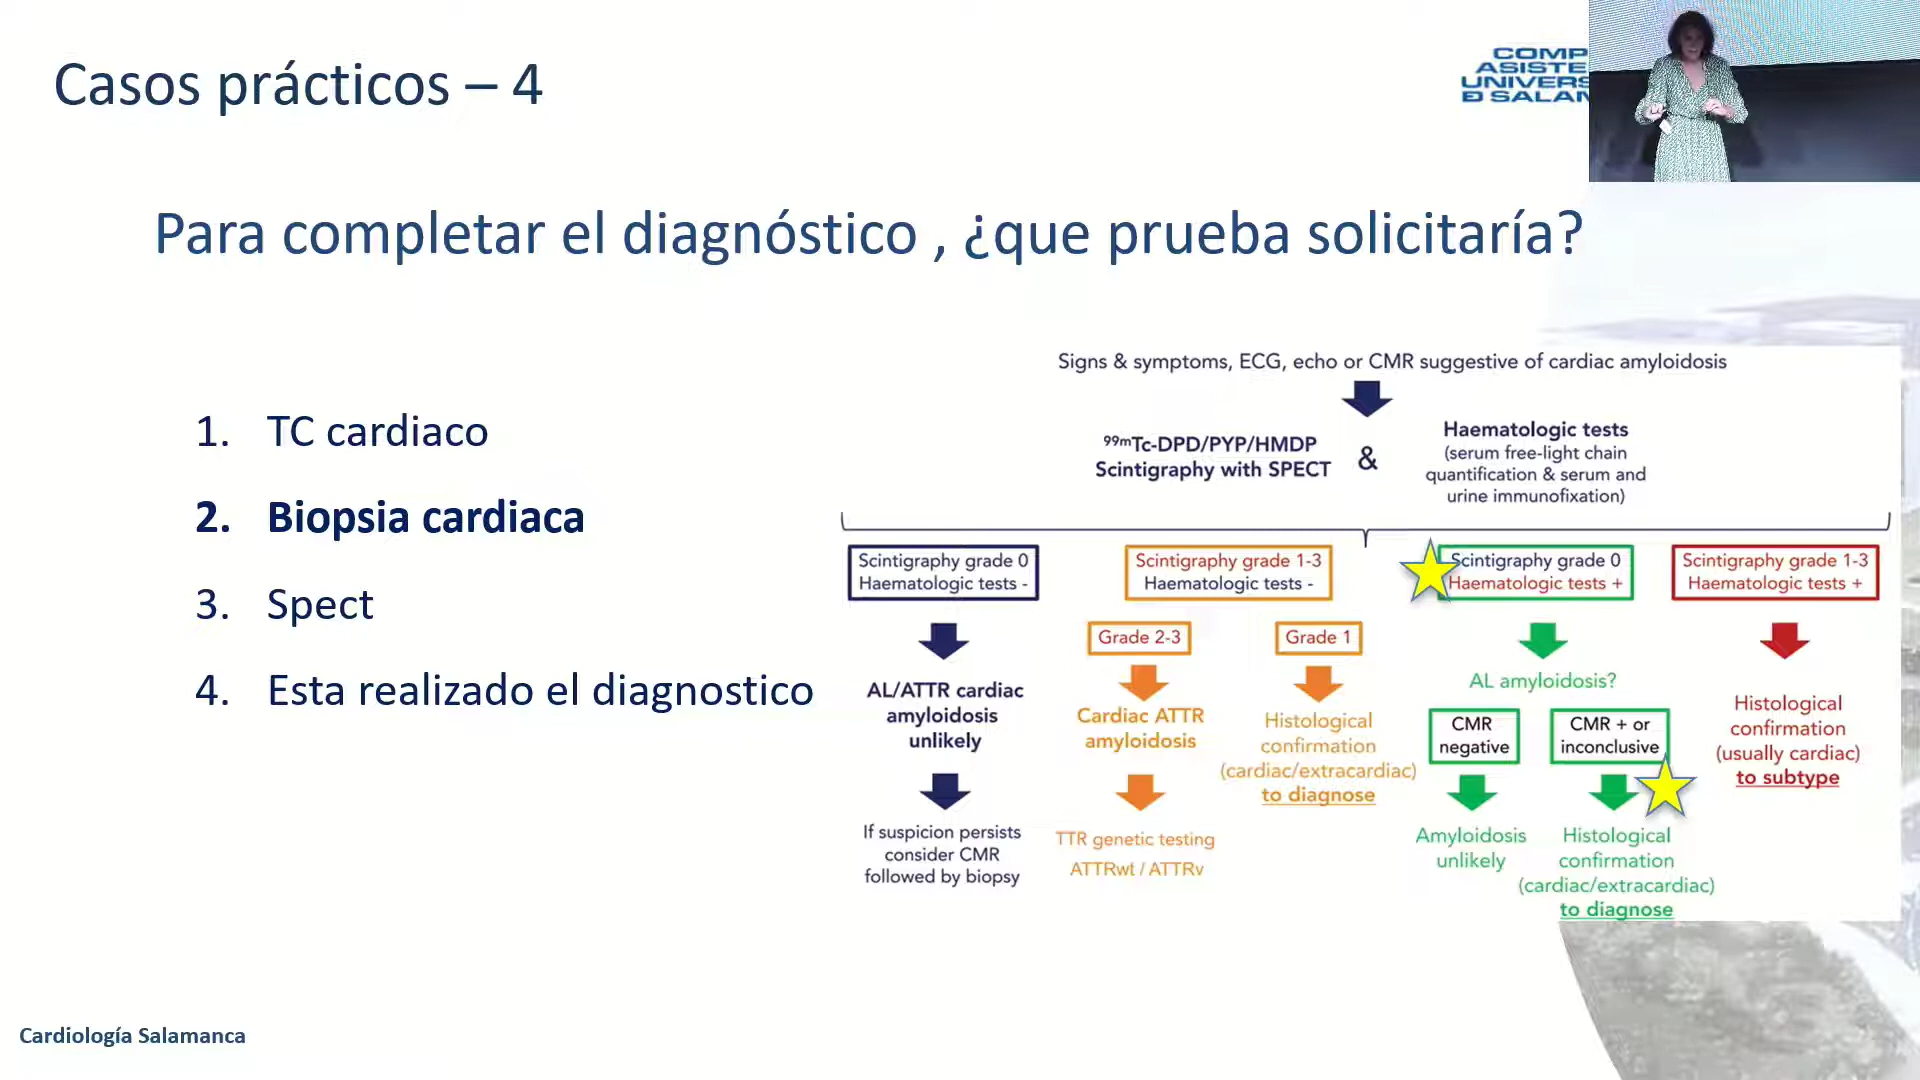 Casos prácticos – 4
COMP
ASISTE
UNIVERS
D SALAN
Para completar el diagnóstico , ¿que prueba solicitaría?
1. TC cardiaco
2. Biopsia cardiaca
3. Spect
4. Esta realizado el diagnostico
Signs & symptoms, ECG, echo or CMR suggestive of cardiac amyloidosis
99mTc-DPD/PYP/HMDP
Scintigraphy with SPECT
&
Haematologic tests
(serum free-light chain
quantification & serum and
urine immunofixation)
Scintigraphy grade 0
Haematologic tests -
Scintigraphy grade 1-3
Haematologic tests -
Scintigraphy grade 0
Haematologic tests +
Scintigraphy grade 1-3
Haematologic tests +
Grade 2-3
Grade 1
AL/ATTR cardiac
amyloidosis
unlikely
Cardiac ATTR
amyloidosis
Histological
confirmation
(cardiac/extracardiac)
to diagnose
AL amyloidosis?
CMR
negative
CMR + or
inconclusive
Histological
confirmation
(usually cardiac)
to subtype
If suspicion persists
consider CMR
followed by biopsy
TTR genetic testing
ATTRwt / ATTRv
Amyloidosis
unlikely
Histological
confirmation
(cardiac/extracardiac)
to diagnose
Cardiología Salamanca